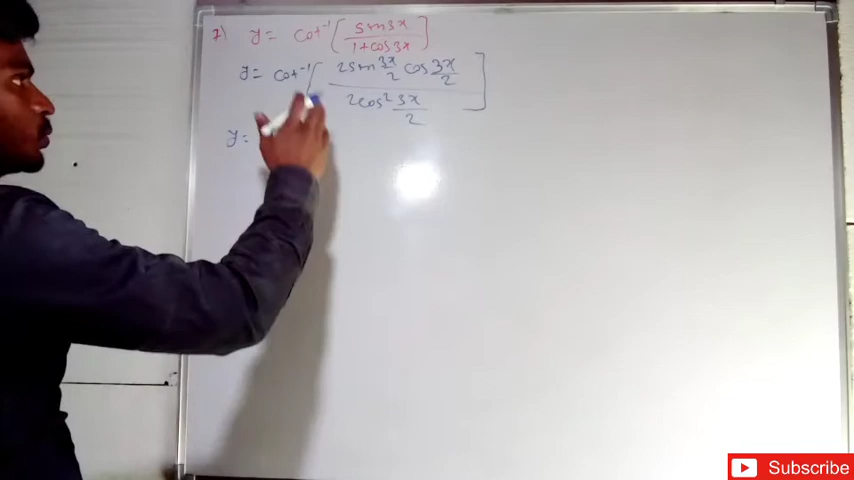 7) y = cot⁻¹ [ sin3x / 1+cos3x ]
y = cot⁻¹ [ 2sin 3x/2 cos 3x/2 / 2cos² 3x/2 ]
y =
Subscribe